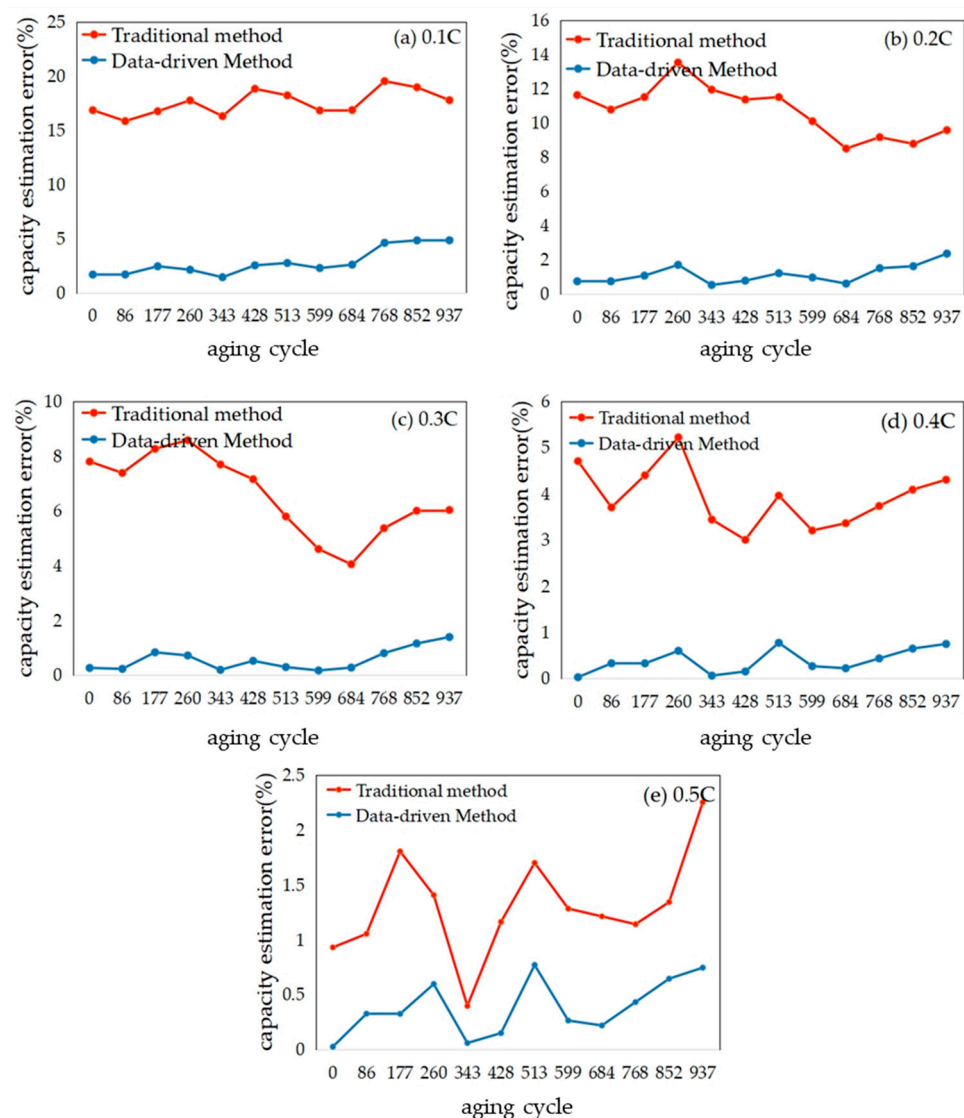 capacity estimation error(%)
25
20
15
10
5
0
Traditional method
Data-driven Method
(a) 0.1C
0 86 177 260 343 428 513 599 684 768 852 937
aging cycle
capacity estimation error(%)
16
14
12
10
8
6
4
2
0
Traditional method
Data-driven Method
(b) 0.2C
0 86 177 260 343 428 513 599 684 768 852 937
aging cycle
capacity estimation error(%)
10
8
6
4
2
0
Traditional method
Data-driven Method
(c) 0.3C
0 86 177 260 343 428 513 599 684 768 852 937
aging cycle
capacity estimation error(%)
6
5
4
3
2
1
0
Traditional method
Data-driven Method
(d) 0.4C
0 86 177 260 343 428 513 599 684 768 852 937
aging cycle
capacity estimation error(%)
2.5
2
1.5
1
0.5
0
Traditional method
Data-driven Method
(e) 0.5C
0 86 177 260 343 428 513 599 684 768 852 937
aging cycle